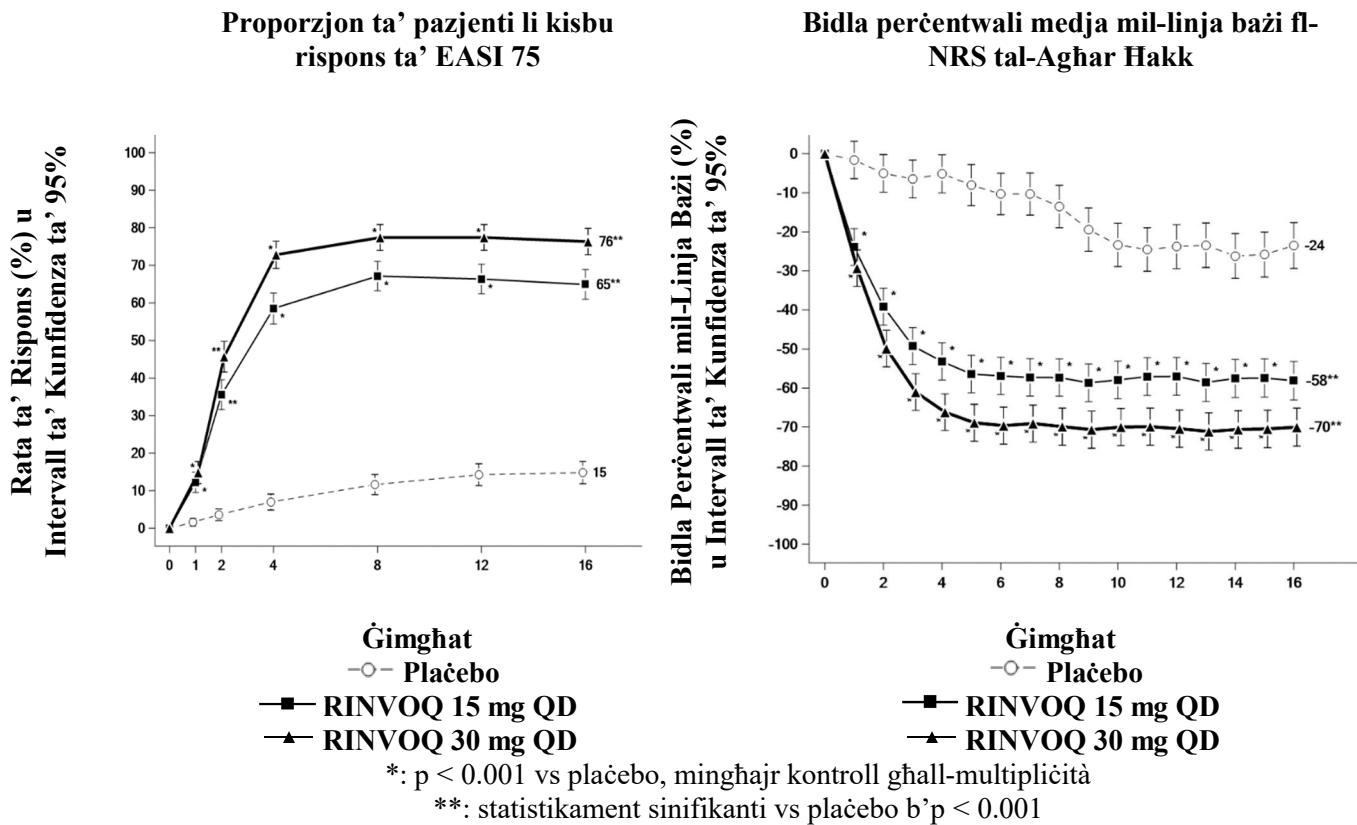 Proporzjon ta’ pazjenti li kisbu
rispons ta’ EASI 75
Rata ta’ Rispons (%) u
Intervall ta’ Kunfidenza ta’ 95%
100
90
80
70
60
50
40
30
20
10
0
*
*
**
**
*
*
*
*
*
*
76**
65**
15
0 1 2 4 8 12 16
Ġimgħat
Plaċebo
RINVOQ 15 mg QD
RINVOQ 30 mg QD
Bidla perċentwali medja mil-linja bażi fl-
NRS tal-Agħar Ħakk
Bidla Perċentwali mil-Linja Bażi (%)
u Intervall ta’ Kunfidenza ta’ 95%
0
-10
-20
-30
-40
-50
-60
-70
-80
-90
-100
* * * * * * * * * * * * * * *
* * * * * * * * * * * * * * *
-24
-58**
-70**
0 2 4 6 8 10 12 14 16
Ġimgħat
Plaċebo
RINVOQ 15 mg QD
RINVOQ 30 mg QD
*: p < 0.001 vs plaċebo, mingħajr kontroll għall-multipliċità
**: statistikament sinifikanti vs plaċebo b’p < 0.001